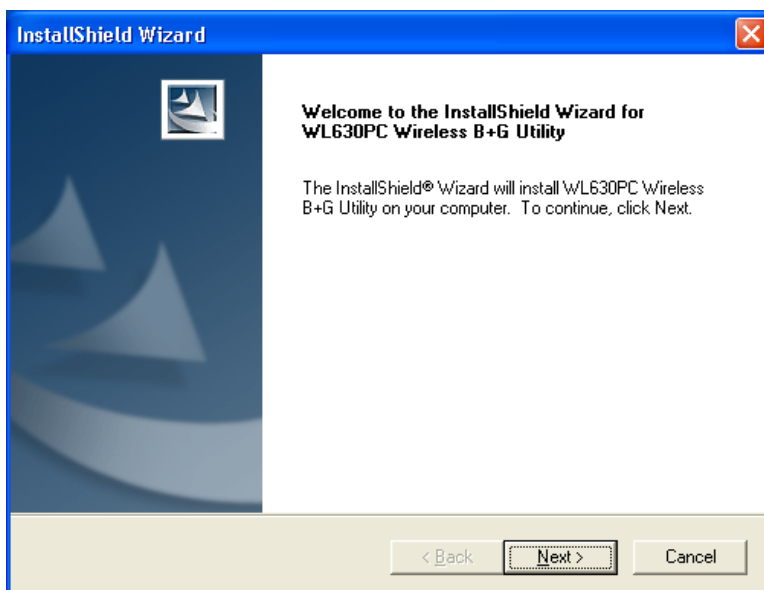 InstallShield Wizard
Welcome to the InstallShield Wizard for
WL630PC Wireless B+G Utility
The InstallShield® Wizard will install WL630PC Wireless
B+G Utility on your computer. To continue, click Next.
< Back
Next >
Cancel